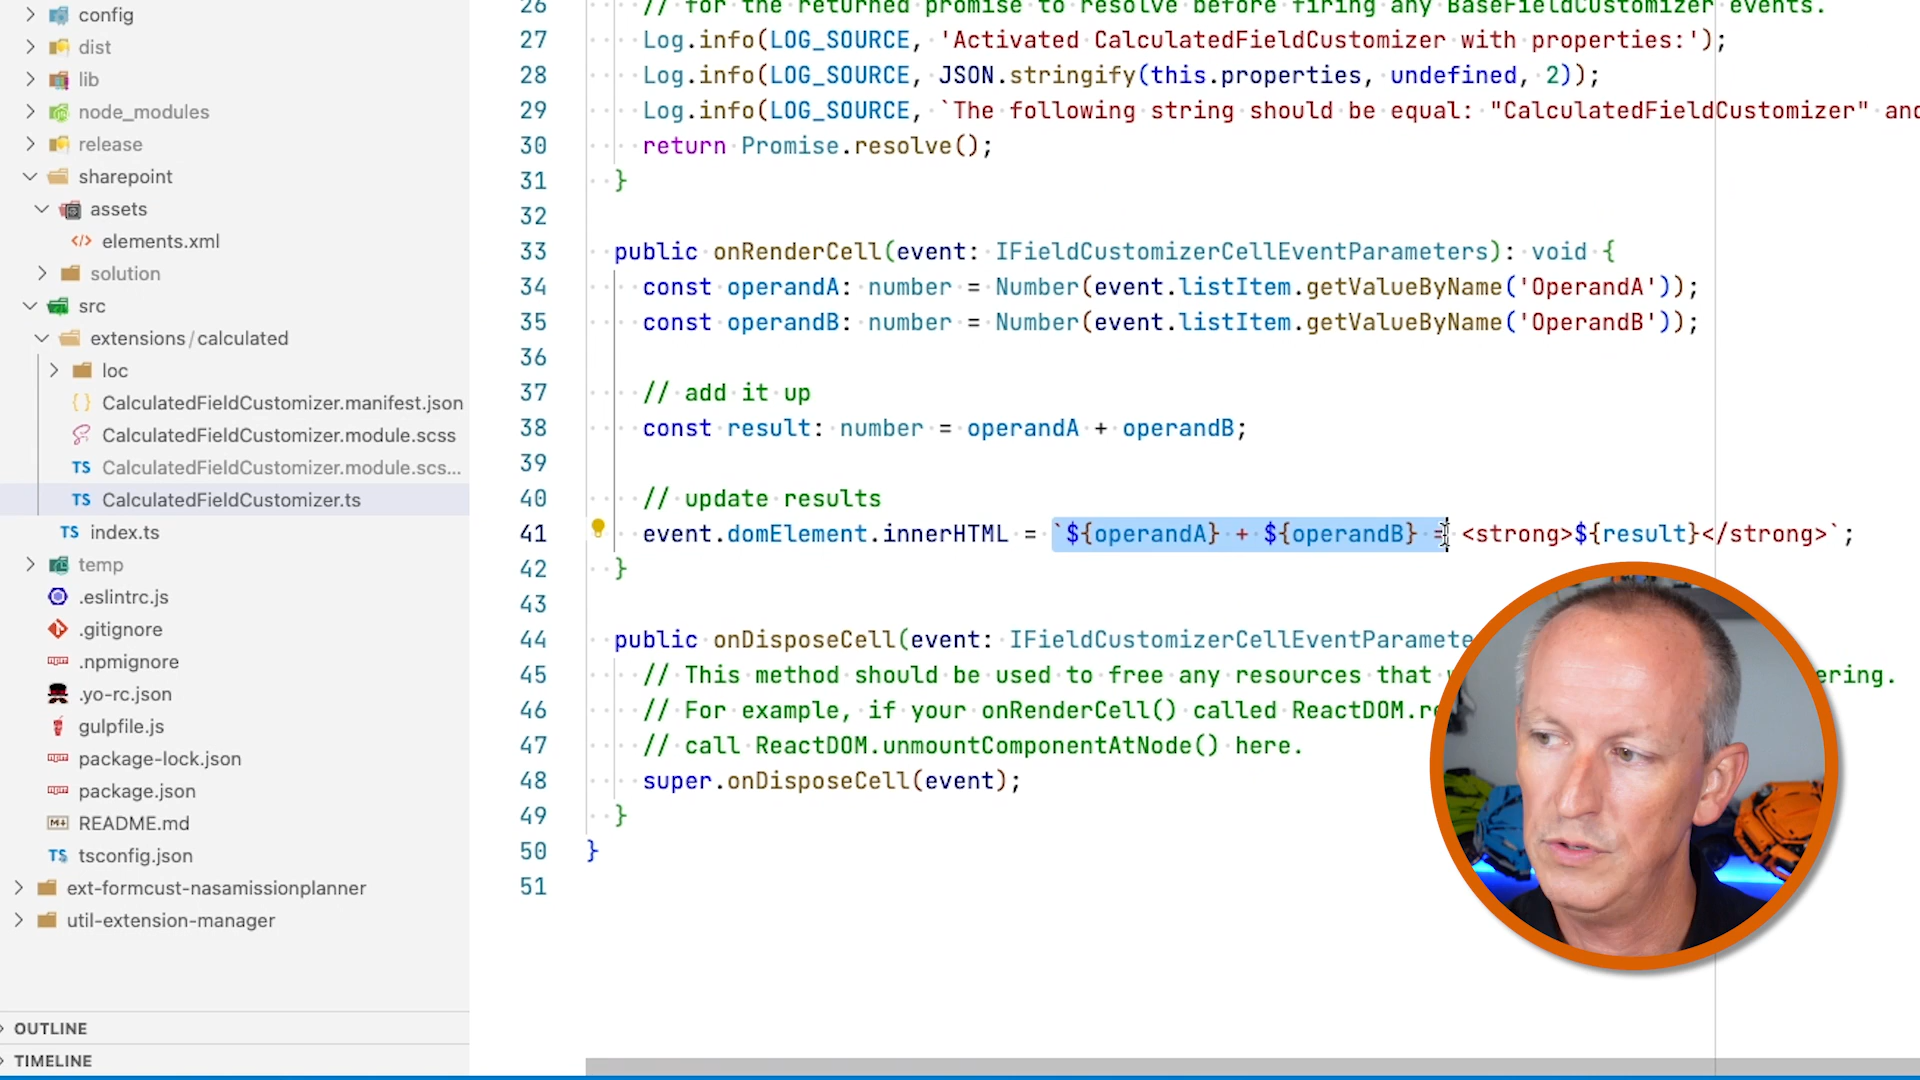 config
dist
lib
node_modules
release
sharepoint
assets
elements.xml
solution
src
extensions/calculated
loc
CalculatedFieldCustomizer.manifest.json
CalculatedFieldCustomizer.module.scss
TS CalculatedFieldCustomizer.module.scs...
TS CalculatedFieldCustomizer.ts
TS index.ts
temp
.eslintrc.js
.gitignore
.npmignore
.yo-rc.json
gulpfile.js
package-lock.json
package.json
README.md
TS tsconfig.json
ext-formcust-nasamissionplanner
util-extension-manager
OUTLINE
TIMELINE
26 // for the returned promise to resolve before firing any BaseFieldCustomizer events.
27 Log.info(LOG_SOURCE, 'Activated CalculatedFieldCustomizer with properties:');
28 Log.info(LOG_SOURCE, JSON.stringify(this.properties, undefined, 2));
29 Log.info(LOG_SOURCE, `The following string should be equal: "CalculatedFieldCustomizer" and
30 return Promise.resolve();
31 }
32
33 public onRenderCell(event: IFieldCustomizerCellEventParameters): void {
34 const operandA: number = Number(event.listItem.getValueByName('OperandA'));
35 const operandB: number = Number(event.listItem.getValueByName('OperandB'));
36
37 // add it up
38 const result: number = operandA + operandB;
39
40 // update results
41 event.domElement.innerHTML = `${operandA} + ${operandB} = <strong>${result}</strong>`;
42 }
43
44 public onDisposeCell(event: IFieldCustomizerCellEventParamete
45 // This method should be used to free any resources that ering.
46 // For example, if your onRenderCell() called ReactDOM.re
47 // call ReactDOM.unmountComponentAtNode() here.
48 super.onDisposeCell(event);
49 }
50 }
51